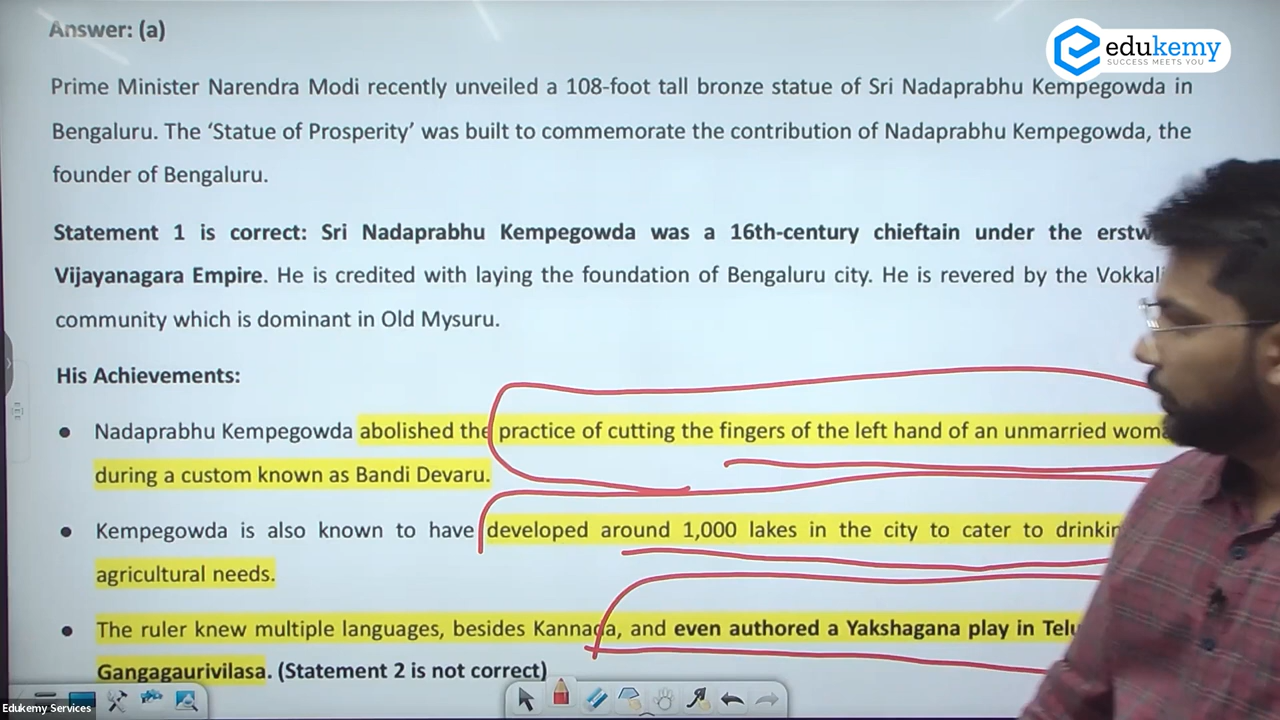 Answer: (a)
edukemy
SUCCESS MEETS YOU
Prime Minister Narendra Modi recently unveiled a 108-foot tall bronze statue of Sri Nadaprabhu Kempegowda in
Bengaluru. The ‘Statue of Prosperity’ was built to commemorate the contribution of Nadaprabhu Kempegowda, the
founder of Bengaluru.
Statement 1 is correct: Sri Nadaprabhu Kempegowda was a 16th-century chieftain under the
Vijayanagara Empire. He is credited with laying the foundation of Bengaluru city. He is revered by the
community which is dominant in Old Mysuru.
His Achievements:
• Nadaprabhu Kempegowda abolished the practice of cutting the fingers of the left hand of an unmarried
during a custom known as Bandi Devaru.
• Kempegowda is also known to have developed around 1,000 lakes in the city to cater to
agricultural needs.
• The ruler knew multiple languages, besides Kannada, and even authored a Yakshagana play in
Gangagaurivilasa. (Statement 2 is not correct)
Edukemy Services